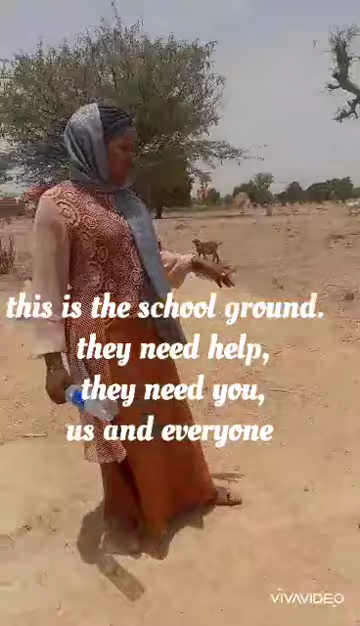 this is the school ground.
they need help,
they need you,
us and everyone
VIVAVIDEO